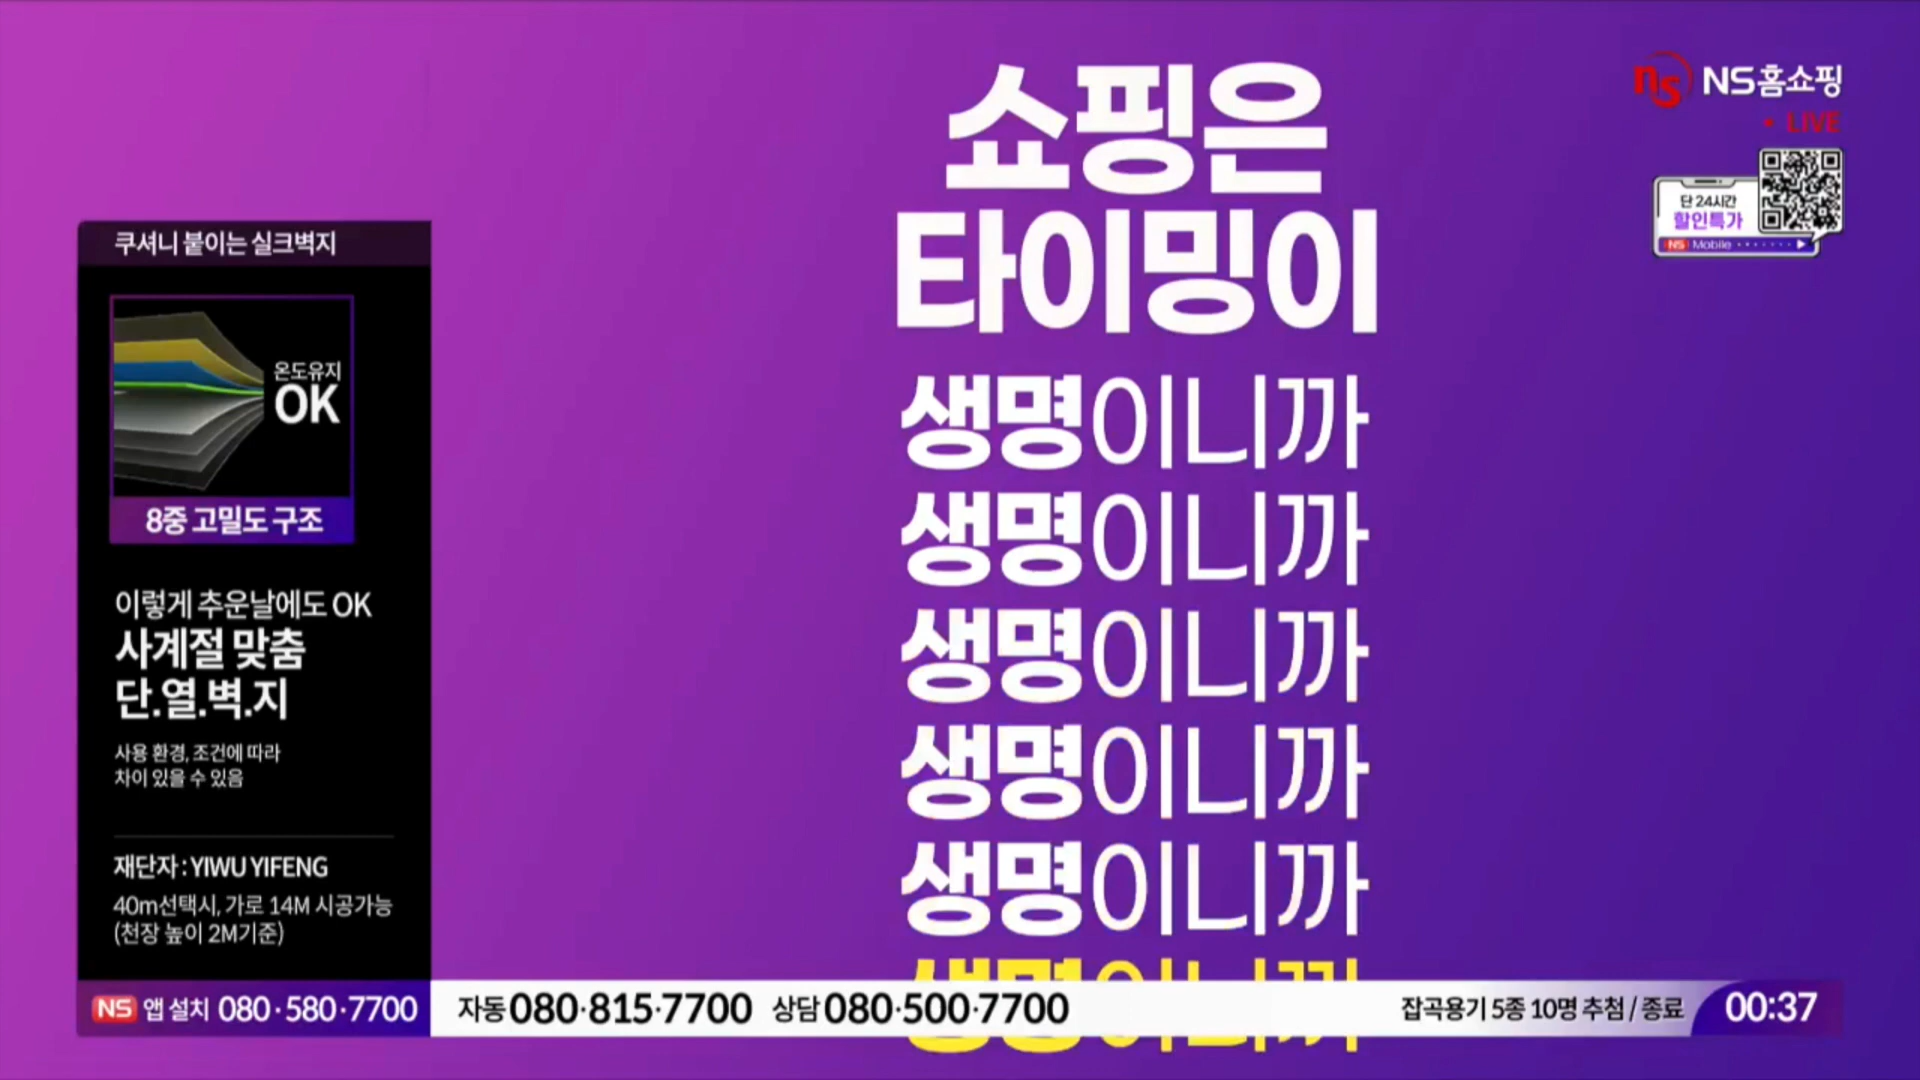 쇼핑은
타이밍이
생명이니까
생명이니까
생명이니까
생명이니까
생명이니까
생명이니까
ns NS홈쇼핑
LIVE
단 24시간
할인특가
NS Mobile
쿠셔니 붙이는 실크벽지
온도유지
OK
8중 고밀도 구조
이렇게 추운날에도 OK
사계절 맞춤
단.열.벽.지
사용 환경, 조건에 따라
차이 있을 수 있음
재단자 : YIWU YIFENG
40m선택시, 가로 14M 시공가능
(천장 높이 2M기준)
NS 앱 설치 080·580·7700
자동 080·815·7700 상담 080·500·7700
잡곡용기 5종 10명 추첨 / 종료 00:37